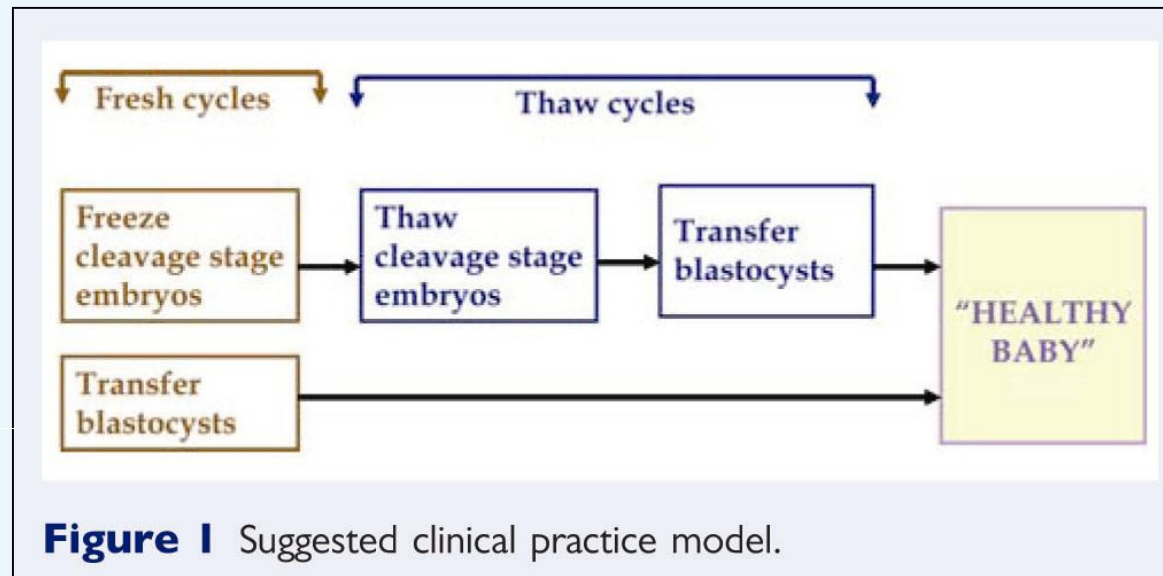 Fresh cycles
Thaw cycles
Freeze
cleavage stage
embryos
Thaw
cleavage stage
embryos
Transfer
blastocysts
"HEALTHY
BABY"
Transfer
blastocysts
Figure 1 Suggested clinical practice model.